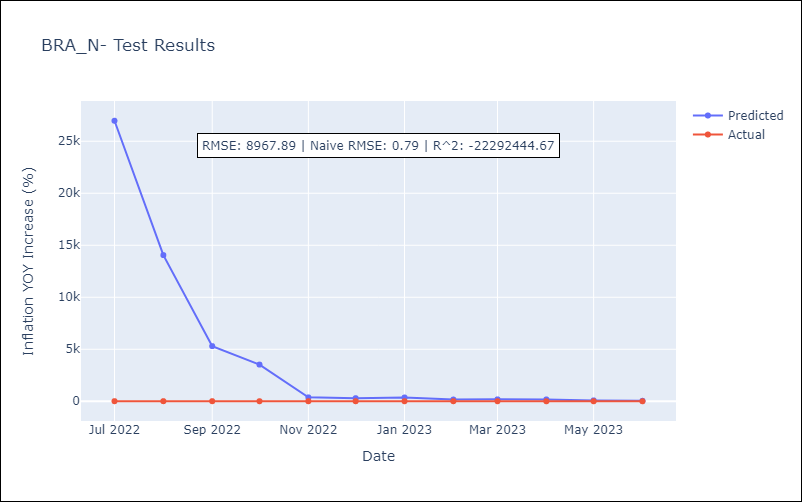 BRA_N- Test Results
Predicted
Actual
RMSE: 8967.89 | Naive RMSE: 0.79 | R^2: -22292444.67
Inflation YOY Increase (%)
25k
20k
15k
10k
5k
0
Jul 2022
Sep 2022
Nov 2022
Jan 2023
Mar 2023
May 2023
Date